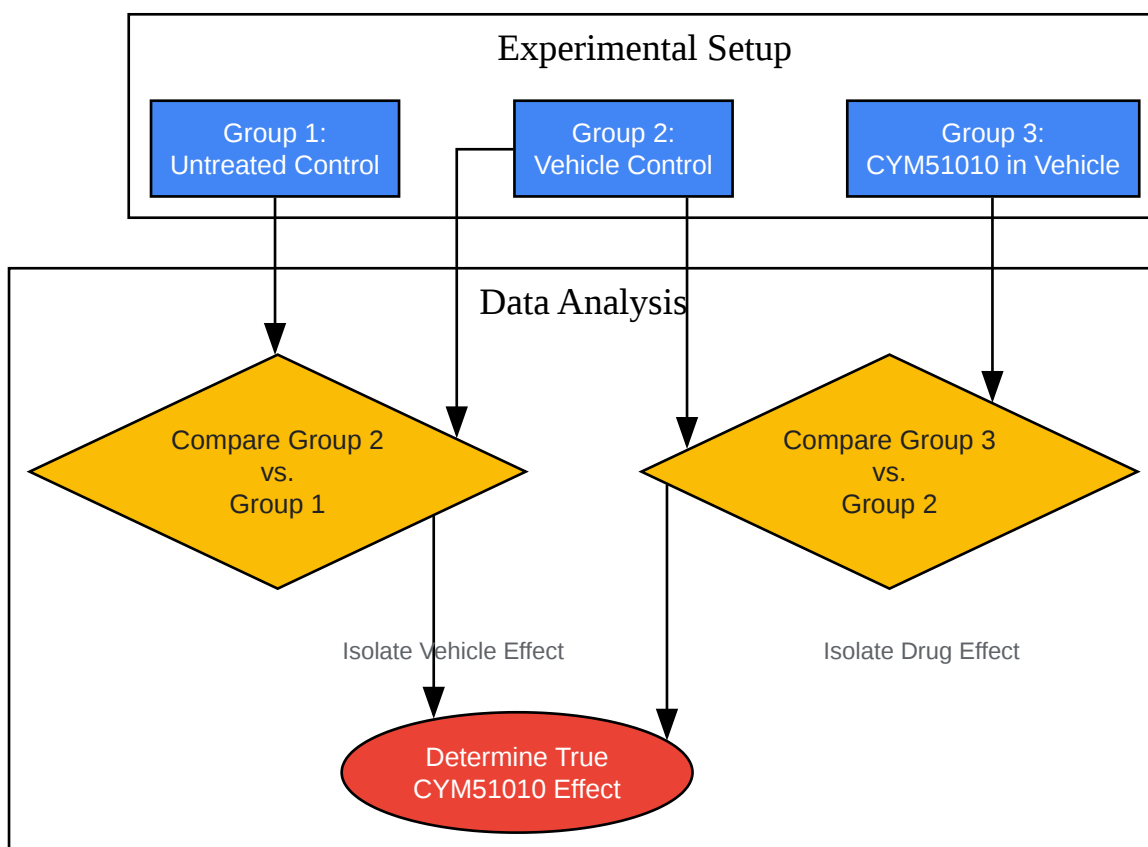 Experimental Setup
Group 1:
Untreated Control
Group 2:
Vehicle Control
Group 3:
CYM51010 in Vehicle
Data Analysis
Compare Group 2
vs.
Group 1
Compare Group 3
vs.
Group 2
Isolate Vehicle Effect
Isolate Drug Effect
Determine True
CYM51010 Effect